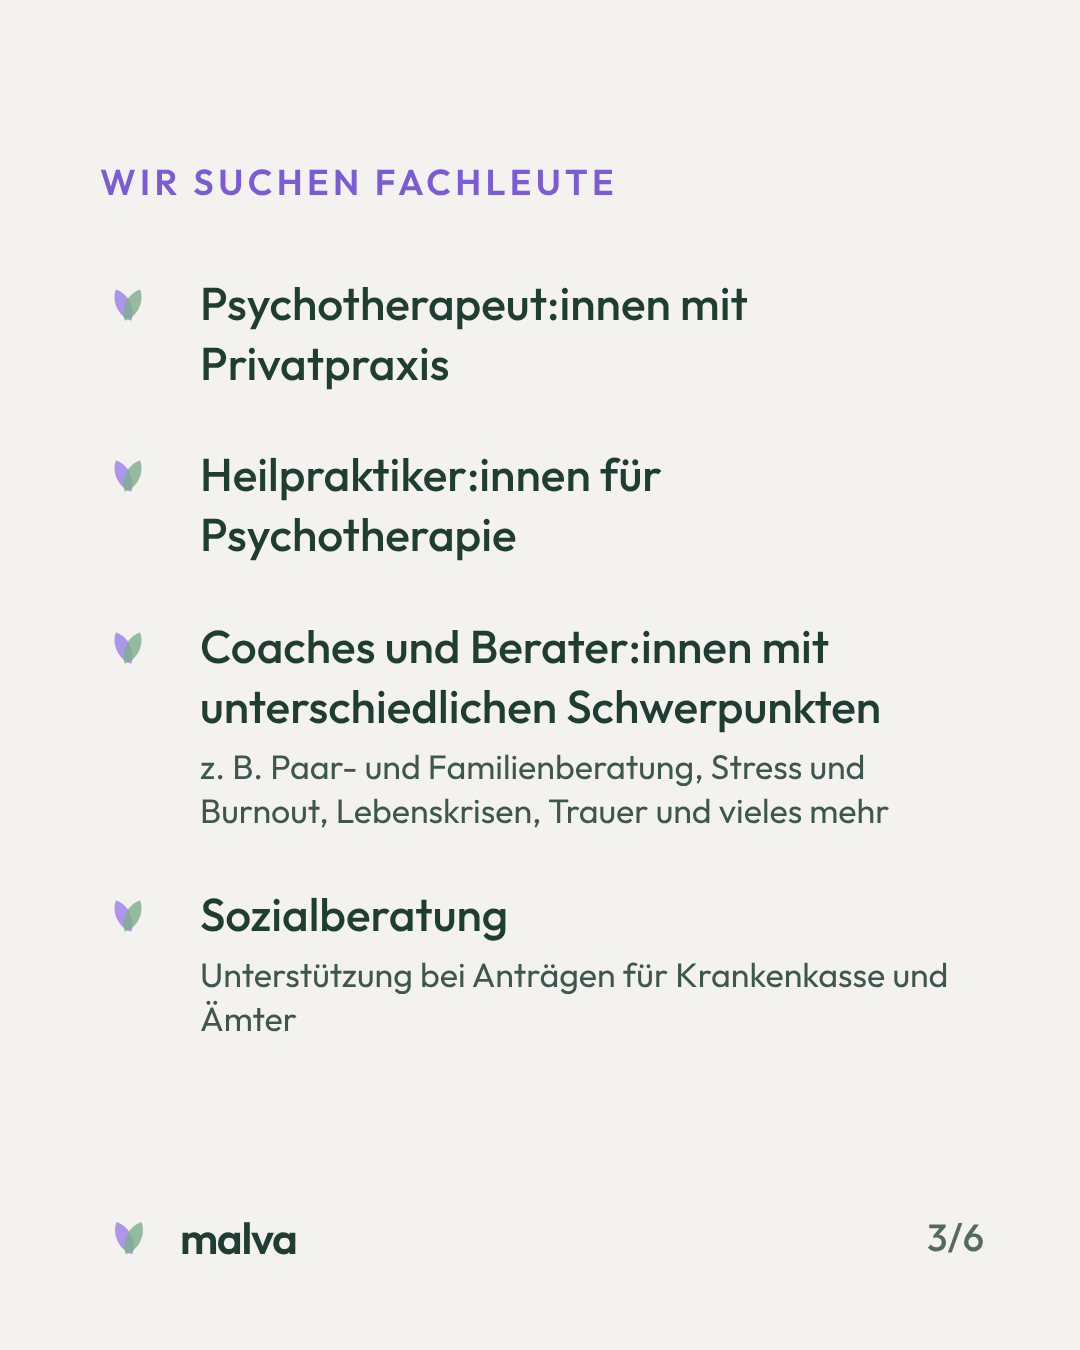 WIR SUCHEN FACHLEUTE
Psychotherapeut:innen mit
Privatpraxis
Heilpraktiker:innen für
Psychotherapie
Coaches und Berater:innen mit
unterschiedlichen Schwerpunkten
z. B. Paar- und Familienberatung, Stress und
Burnout, Lebenskrisen, Trauer und vieles mehr
Sozialberatung
Unterstützung bei Anträgen für Krankenkasse und
Ämter
malva
3/6